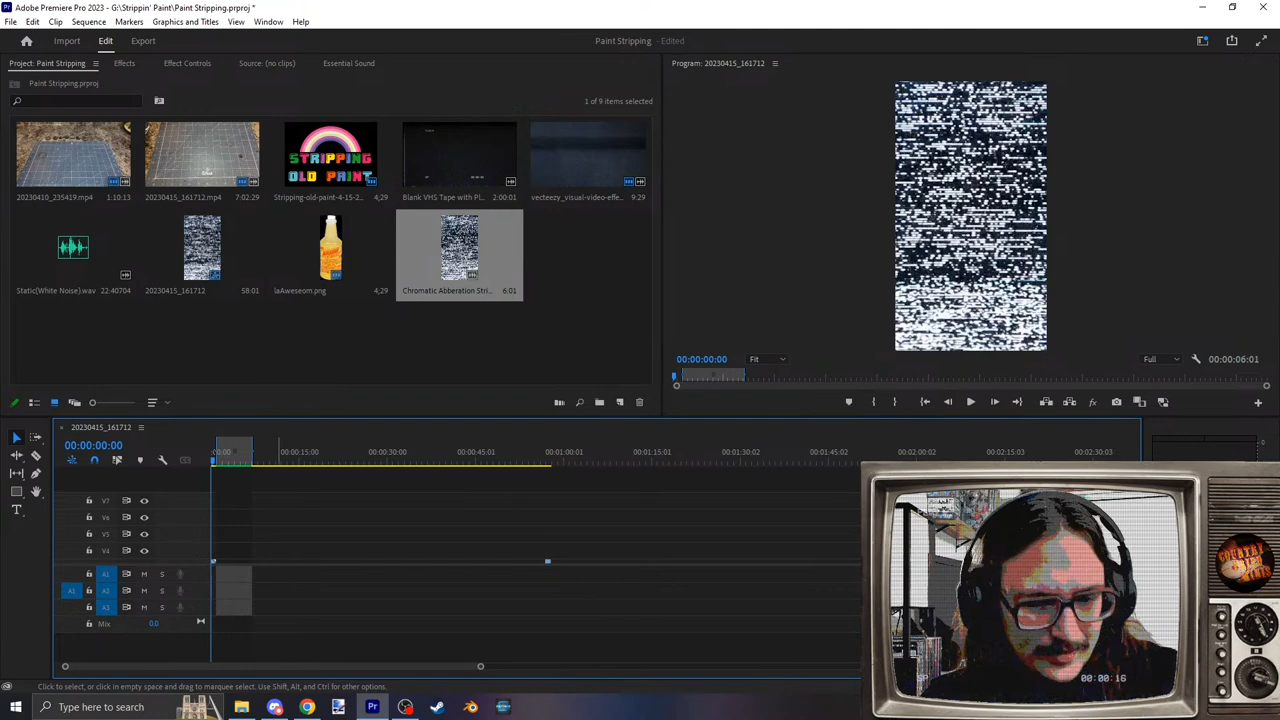 Adobe Premiere Pro 2023 - G:\Strippin' Paint\Paint Stripping.prproj *
File Edit Clip Sequence Markers Graphics and Titles View Window Help
Import Edit Export
Paint Stripping - Edited
Project: Paint Stripping Effects Effect Controls Source: (no clips) Essential Sound
Program: 20230415_161712
Paint Stripping.prproj
1 of 9 items selected
STRIPPING
OLD PAINT
20230410_235419.mp4 1:10:13
20230415_161712.mp4
Stripping-old-paint-4-15-2... 4;29
Blank VHS Tape with Pl... 2:00:01
vecteezy_visual-video-effe... 9:29
Static(White Noise).wav 22:40704
20230415_161712 58:01
laAweseom.png 4;29
Chromatic Abberation Stri... 6:01
00:00:00:00 Fit Full 00:00:06:01
20230415_161712
00:00:00:00
:00:00 00:00:15:00 00:00:30:00 00:00:45:01 00:01:00:01 00:01:15:01 00:01:30:02 00:01:45:02 00:02:00:02 00:02:15:03 00:02:30:03
0
V7
V6
V5
V4
A1 M S
A1 A2 M S
A3 M S
Mix 0.0
COUNTRY
00:00:16
Click to select, or click in empty space and drag to marquee select. Use Shift, Alt, and Ctrl for other options.
Type here to search